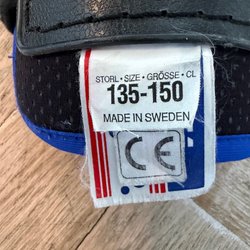 STORL • SIZE • GRÖSSE • CL
135-150
MADE IN SWEDEN
CE